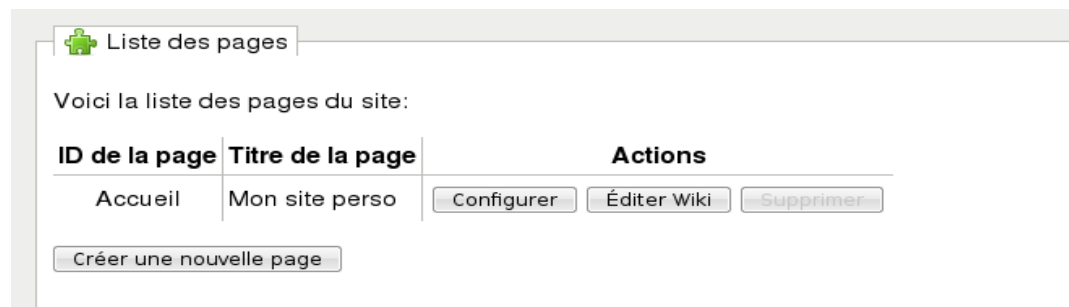 Liste des pages
Voici la liste des pages du site:
ID de la page Titre de la page Actions
Accueil Mon site perso Configurer Éditer Wiki Supprimer
Créer une nouvelle page